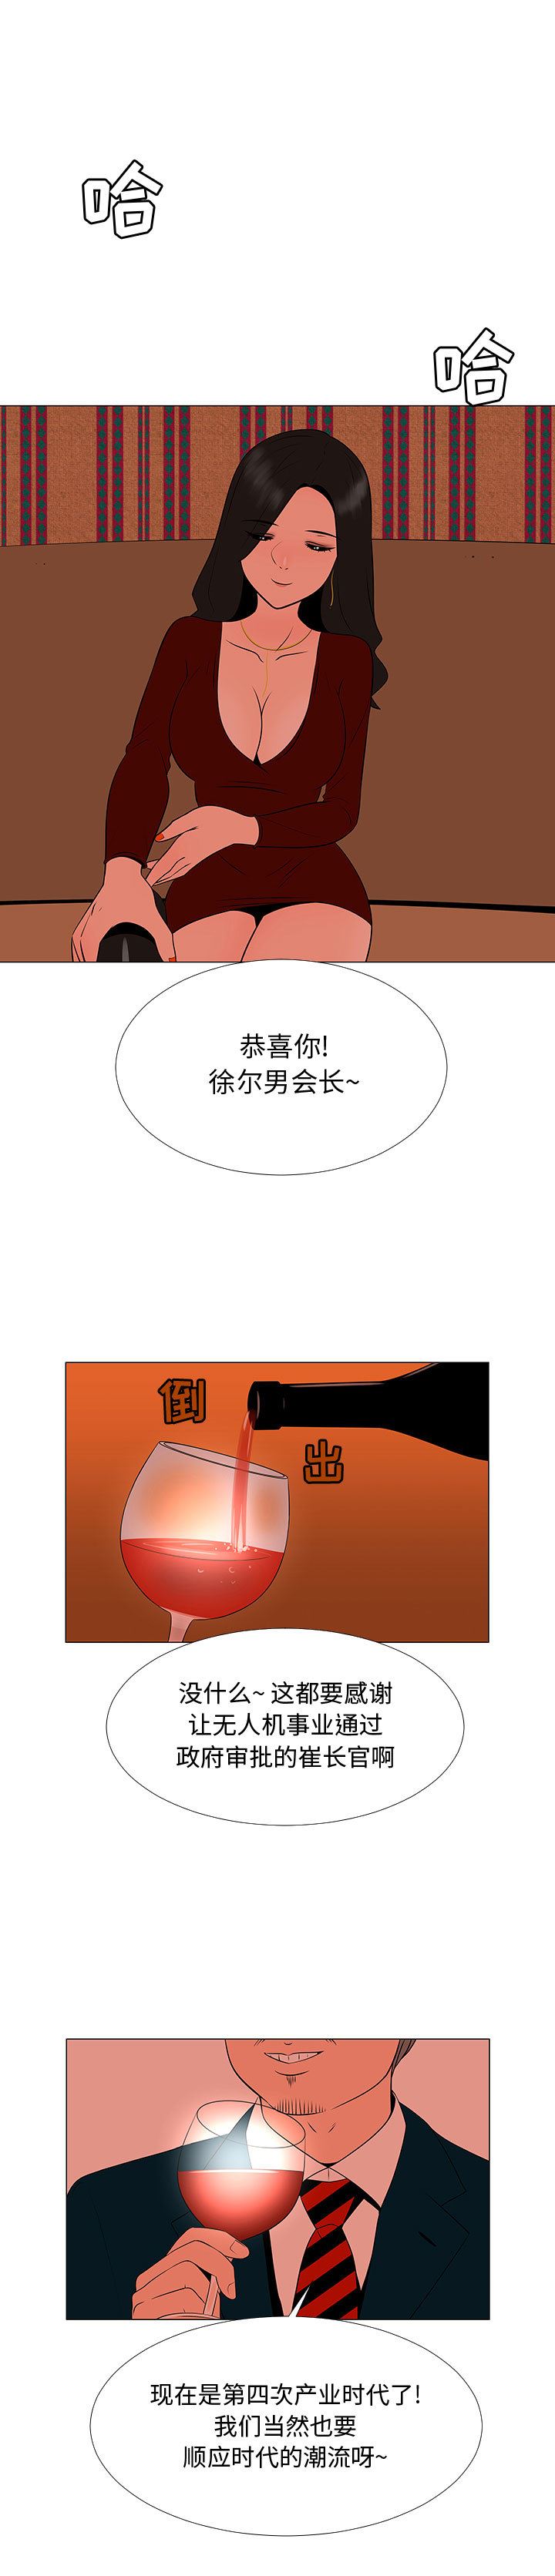 哈
哈
恭喜你!
徐尔男会长~
倒
出
没什么~ 这都要感谢
让无人机事业通过
政府审批的崔长官啊
现在是第四次产业时代了!
我们当然也要
顺应时代的潮流呀~